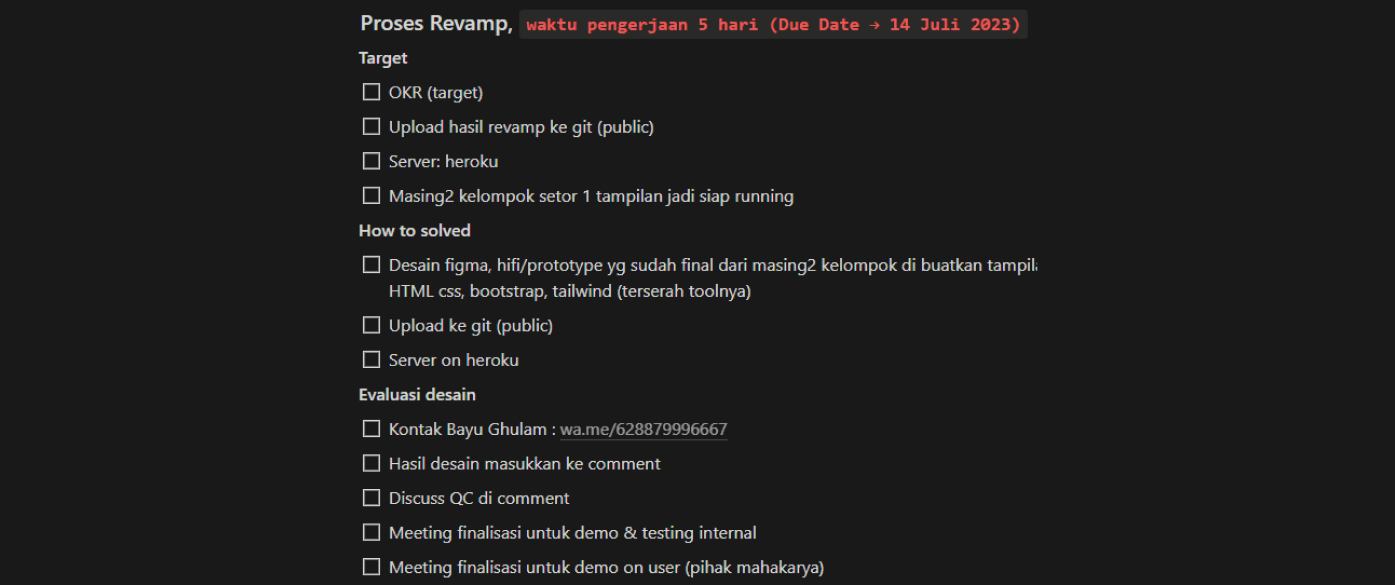 Proses Revamp, waktu pengerjaan 5 hari (Due Date → 14 Juli 2023)
Target
OKR (target)
Upload hasil revamp ke git (public)
Server: heroku
Masing2 kelompok setor 1 tampilan jadi siap running
How to solved
Desain figma, hifi/prototype yg sudah final dari masing2 kelompok di buatkan
HTML css, bootstrap, tailwind (terserah toolnya)
Upload ke git (public)
Server on heroku
Evaluasi desain
Kontak Bayu Ghulam : wa.me/628879996667
Hasil desain masukkan ke comment
Discuss QC di comment
Meeting finalisasi untuk demo & testing internal
Meeting finalisasi untuk demo on user (pihak mahakarya)